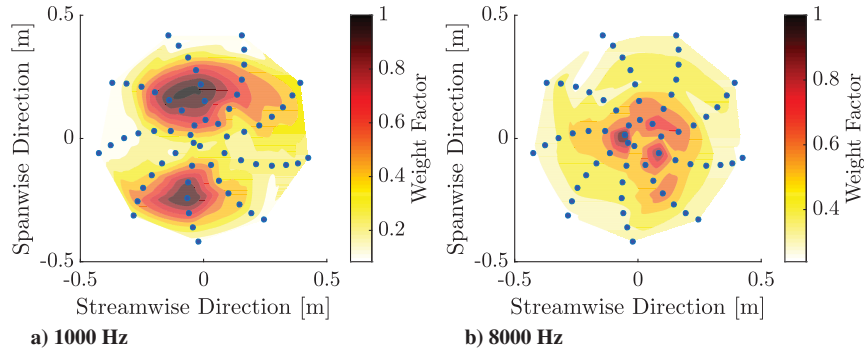 0.5
0
-0.5
Spanwise Direction [m]
-0.5
0
0.5
Streamwise Direction [m]
1
0.8
0.6
0.4
0.2
Weight Factor
a) 1000 Hz
0.5
0
-0.5
Spanwise Direction [m]
-0.5
0
0.5
Streamwise Direction [m]
1
0.8
0.6
0.4
Weight Factor
b) 8000 Hz